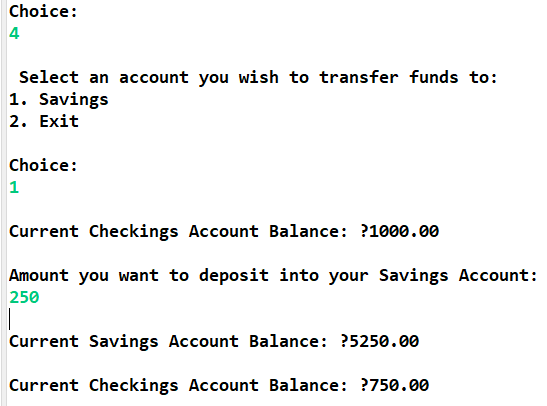 Choice:
4
Select an account you wish to transfer funds to:
1. Savings
2. Exit
Choice:
1
Current Checkings Account Balance: ?1000.00
Amount you want to deposit into your Savings Account:
250
Current Savings Account Balance: ?5250.00
Current Checkings Account Balance: ?750.00